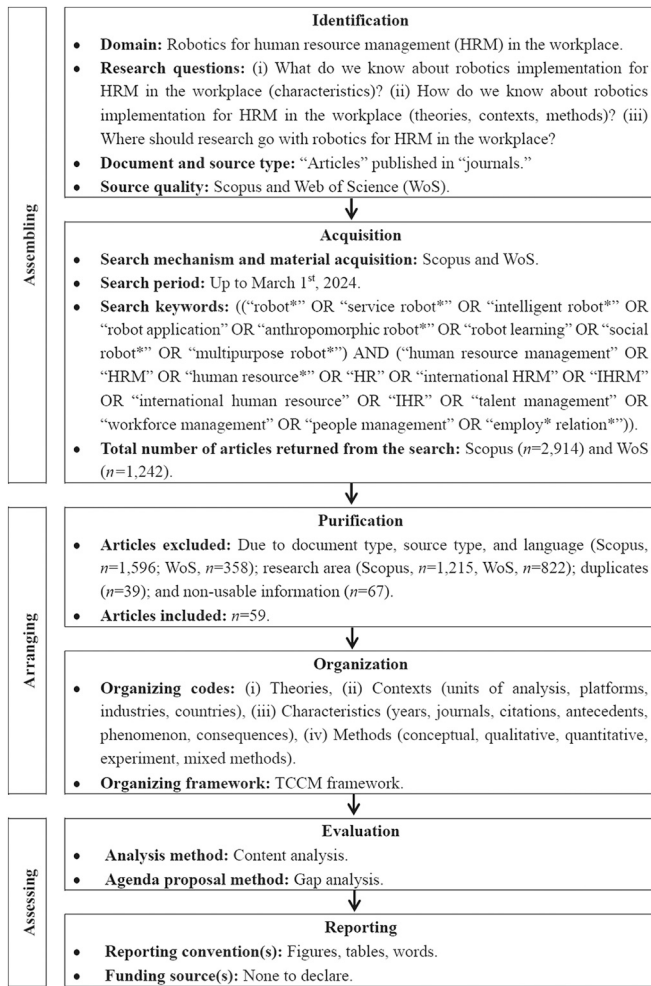 Assembling
Identification
• Domain: Robotics for human resource management (HRM) in the workplace.
• Research questions: (i) What do we know about robotics implementation for
HRM in the workplace (characteristics)? (ii) How do we know about robotics
implementation for HRM in the workplace (theories, contexts, methods)? (iii)
Where should research go with robotics for HRM in the workplace?
• Document and source type: “Articles” published in “journals.”
• Source quality: Scopus and Web of Science (WoS).
Acquisition
• Search mechanism and material acquisition: Scopus and WoS.
• Search period: Up to March 1st, 2024.
• Search keywords: ((“robot*” OR “service robot*” OR “intelligent robot*” OR
“robot application” OR “anthropomorphic robot*” OR “robot learning” OR “social
robot*” OR “multipurpose robot*”) AND (“human resource management” OR
“HRM” OR “human resource*” OR “HR” OR “international HRM” OR “IHRM”
OR “international human resource” OR “IHR” OR “talent management” OR
“workforce management” OR “people management” OR “employ* relation*”)).
• Total number of articles returned from the search: Scopus (n=2,914) and WoS
(n=1,242).
Arranging
Purification
• Articles excluded: Due to document type, source type, and language (Scopus,
n=1,596; WoS, n=358); research area (Scopus, n=1,215, WoS, n=822); duplicates
(n=39); and non-usable information (n=67).
• Articles included: n=59.
Organization
• Organizing codes: (i) Theories, (ii) Contexts (units of analysis, platforms,
industries, countries), (iii) Characteristics (years, journals, citations, antecedents,
phenomenon, consequences), (iv) Methods (conceptual, qualitative, quantitative,
experiment, mixed methods).
• Organizing framework: TCCM framework.
Assessing
Evaluation
• Analysis method: Content analysis.
• Agenda proposal method: Gap analysis.
Reporting
• Reporting convention(s): Figures, tables, words.
• Funding source(s): None to declare.